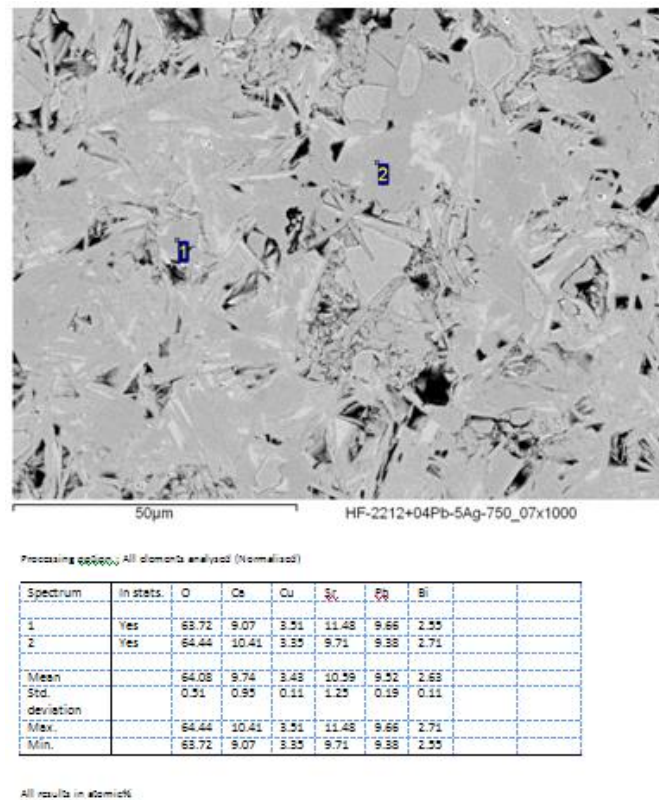 2
1
50µm HF-2212+04Pb-5Ag-750_07x1000
Processing option : All elements analysed (Normalised)
Spectrum In stats. O Ca Cu Sr Pb Bi
1 Yes 63.72 9.07 3.51 11.48 9.66 2.55
2 Yes 64.44 10.41 3.35 9.71 9.38 2.71
Mean 64.08 9.74 3.43 10.59 9.52 2.63
Std. 0.51 0.95 0.11 1.25 0.19 0.11
deviation
Max. 64.44 10.41 3.51 11.48 9.66 2.71
Min. 63.72 9.07 3.35 9.71 9.38 2.55
All results in atomic%